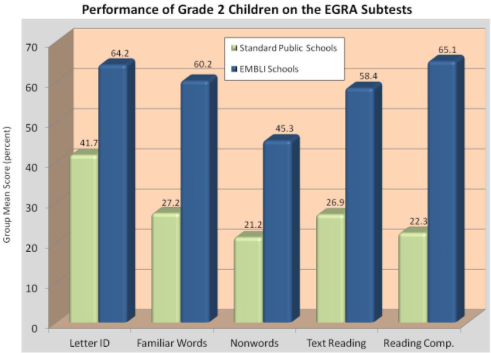 Performance of Grade 2 Children on the EGRA Subtests
Standard Public Schools
EMBLI Schools
Group Mean Score (percent)
70
60
50
40
30
20
10
0
41.7
64.2
27.2
60.2
21.2
45.3
26.9
58.4
22.3
65.1
Letter ID
Familiar Words
Nonwords
Text Reading
Reading Comp.